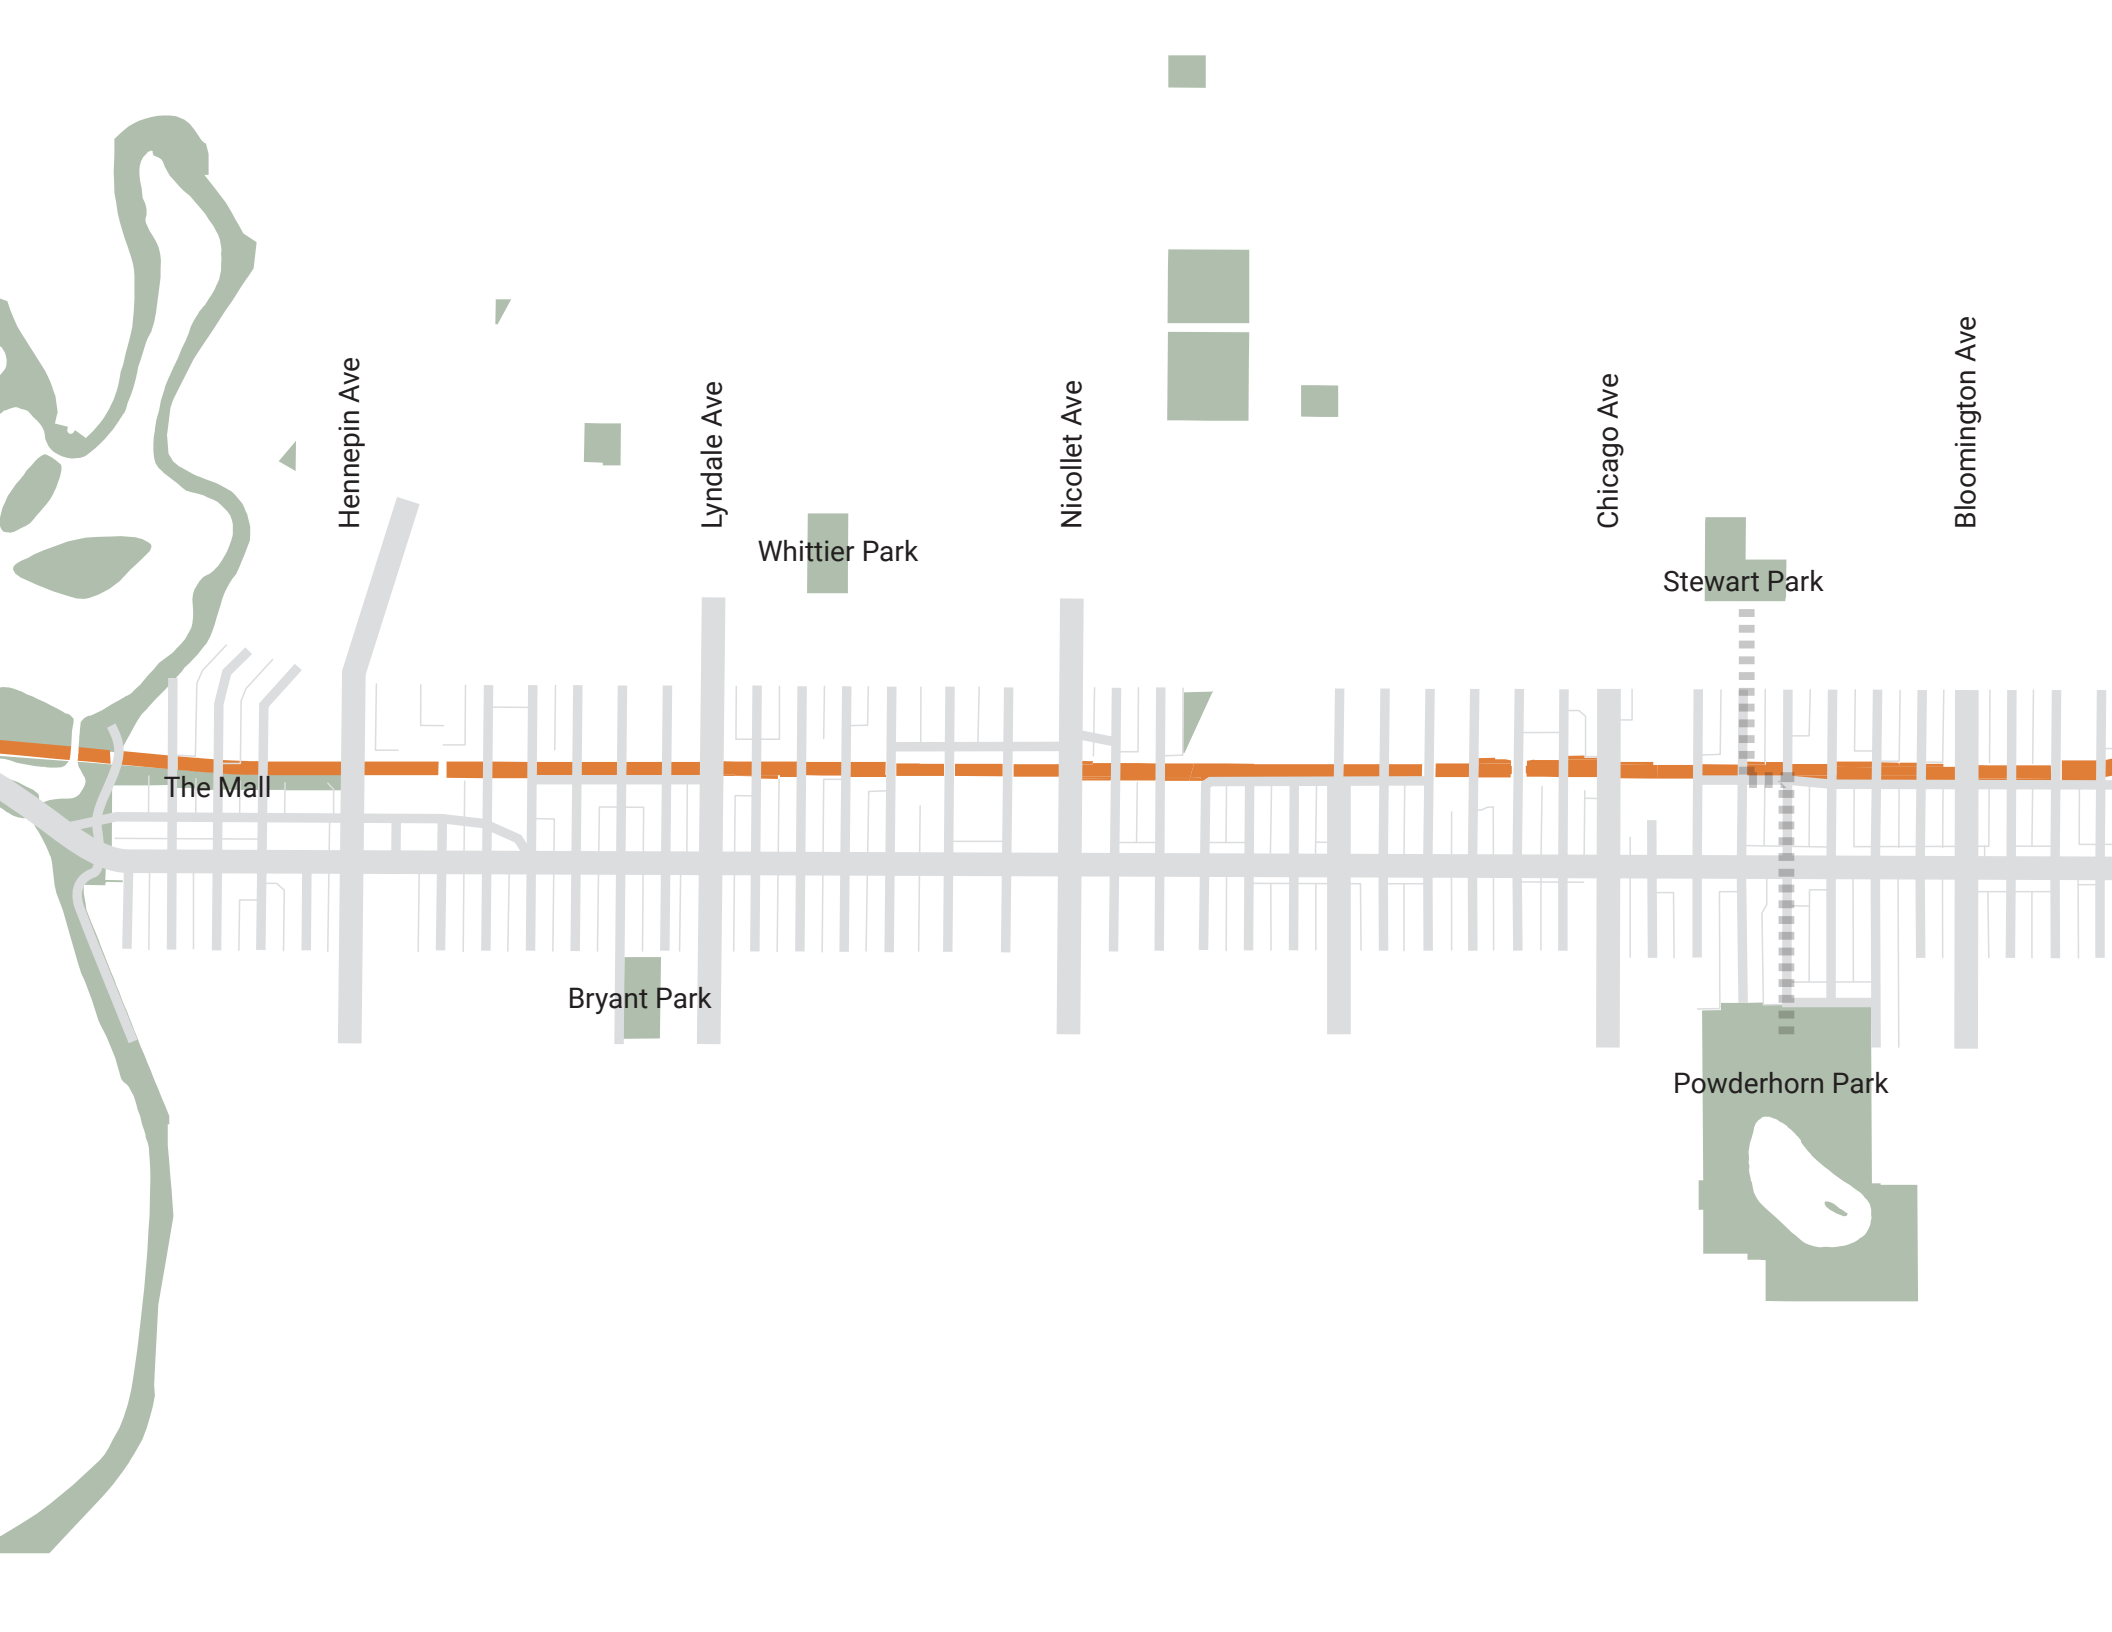 Hennepin Ave
Lyndale Ave
Nicollet Ave
Chicago Ave
Bloomington Ave
Whittier Park
Stewart Park
The Mall
Bryant Park
Powderhorn Park